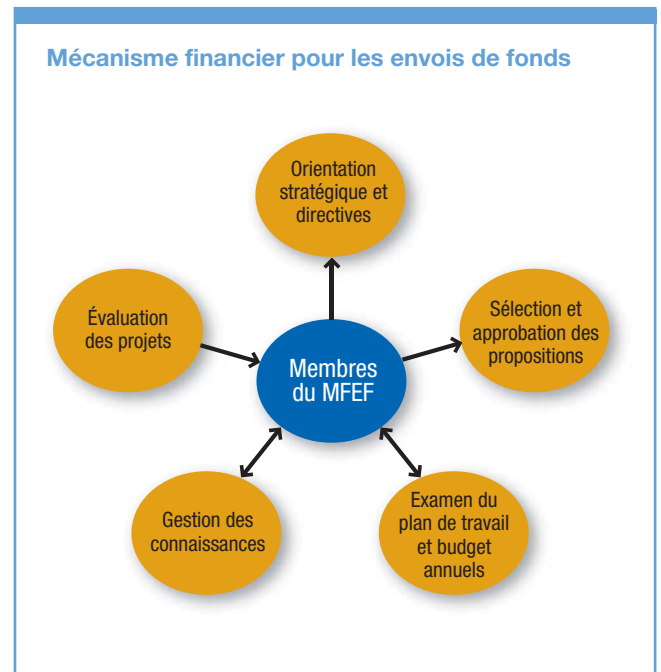 Mécanisme financier pour les envois de fonds
Orientation
stratégique et
directives
Évaluation
des projets
Sélection et
approbation des
propositions
Membres
du MFEF
Gestion des
connaissances
Examen du
plan de travail
et budget
annuels